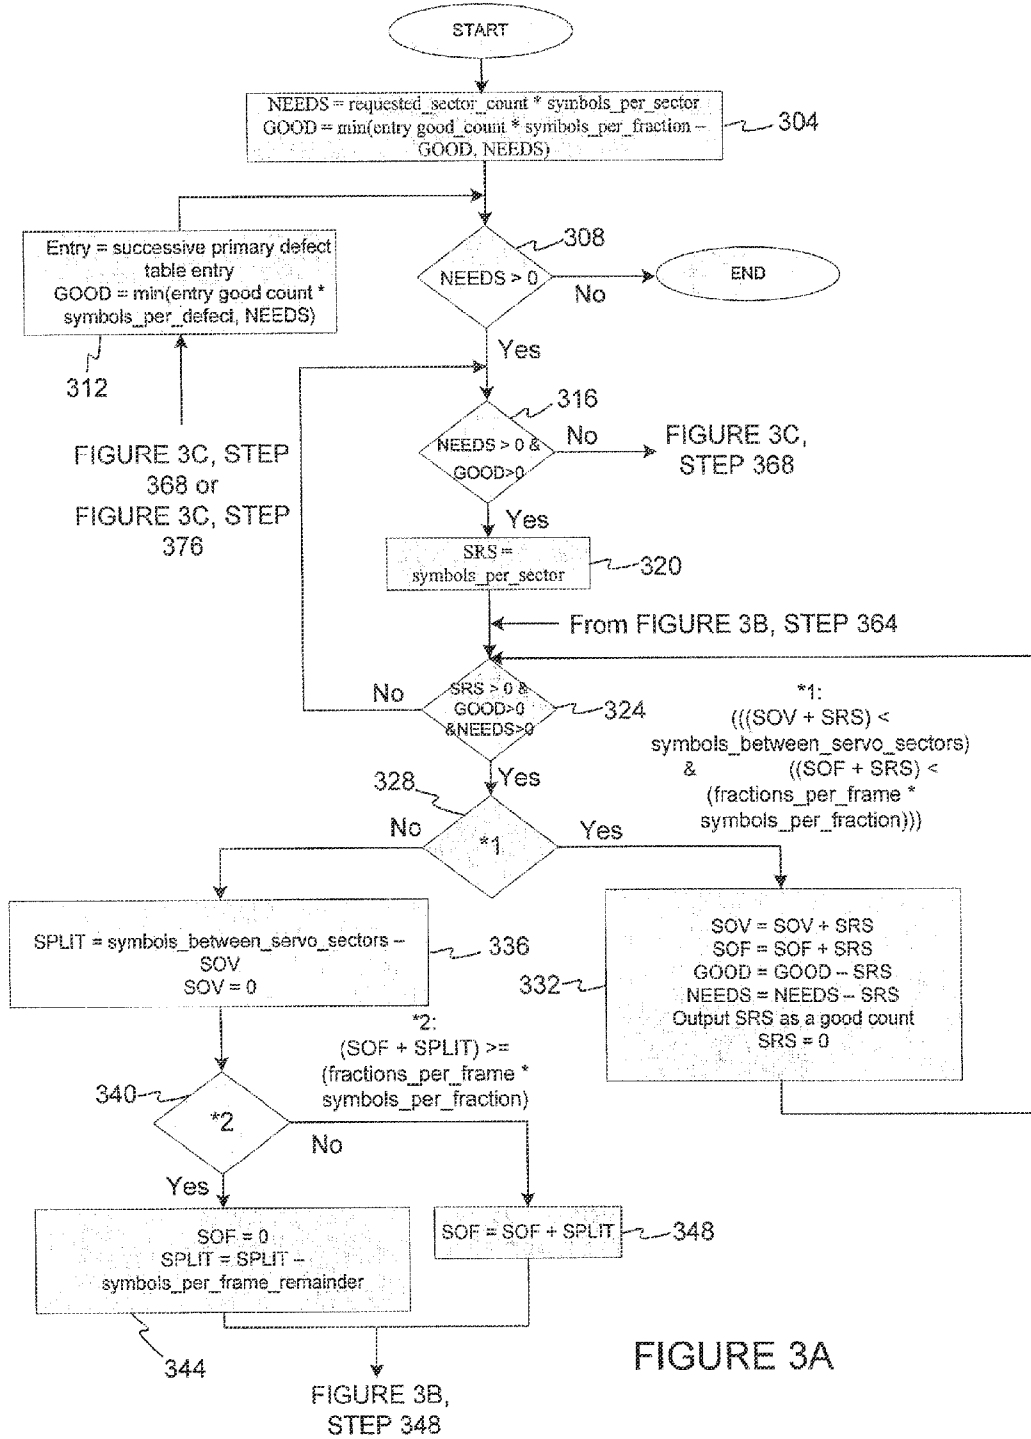 START
NEEDS = requested_sector_count * symbols_per_sector
GOOD = min(entry good_count * symbols_per_fraction –
GOOD, NEEDS)
304
Entry = successive primary defect
table entry
GOOD = min(entry good count *
symbols_per_defect, NEEDS)
312
308
NEEDS > 0
No
END
Yes
316
NEEDS > 0 &
GOOD>0
No
FIGURE 3C,
STEP 368
FIGURE 3C, STEP
368 or
FIGURE 3C, STEP
376
Yes
SRS =
symbols_per_sector
320
From FIGURE 3B, STEP 364
No
SRS > 0 &
GOOD>0
&NEEDS>0
324
*1:
(((SOV + SRS) <
symbols_between_servo_sectors)
& ((SOF + SRS) <
(fractions_per_frame *
symbols_per_fraction)))
Yes
328
No
*1
Yes
SPLIT = symbols_between_servo_sectors –
SOV
SOV = 0
336
332
SOV = SOV + SRS
SOF = SOF + SRS
GOOD = GOOD – SRS
NEEDS = NEEDS – SRS
Output SRS as a good count
SRS = 0
*2:
(SOF + SPLIT) >=
(fractions_per_frame *
symbols_per_fraction)
340
*2
No
Yes
SOF = 0
SPLIT = SPLIT –
symbols_per_frame_remainder
344
SOF = SOF + SPLIT
348
FIGURE 3B,
STEP 348
FIGURE 3A